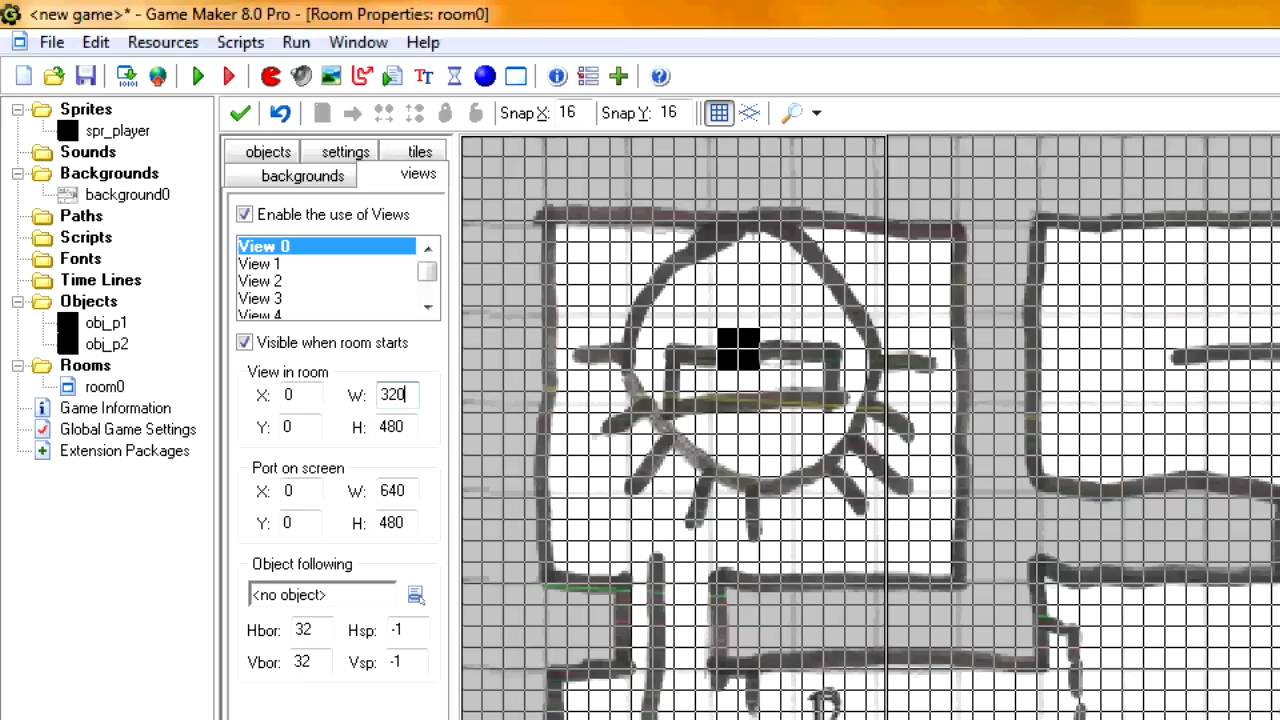 <new game>* - Game Maker 8.0 Pro - [Room Properties: room0]
File Edit Resources Scripts Run Window Help
Snap X: 16 Snap Y: 16
Sprites
spr_player
Sounds
Backgrounds
background0
Paths
Scripts
Fonts
Time Lines
Objects
obj_p1
obj_p2
Rooms
room0
Game Information
Global Game Settings
Extension Packages
objects settings tiles
backgrounds views
Enable the use of Views
View 0
View 1
View 2
View 3
View 4
Visible when room starts
View in room
X: 0 W: 320
Y: 0 H: 480
Port on screen
X: 0 W: 640
Y: 0 H: 480
Object following
<no object>
Hbor: 32 Hsp: -1
Vbor: 32 Vsp: -1